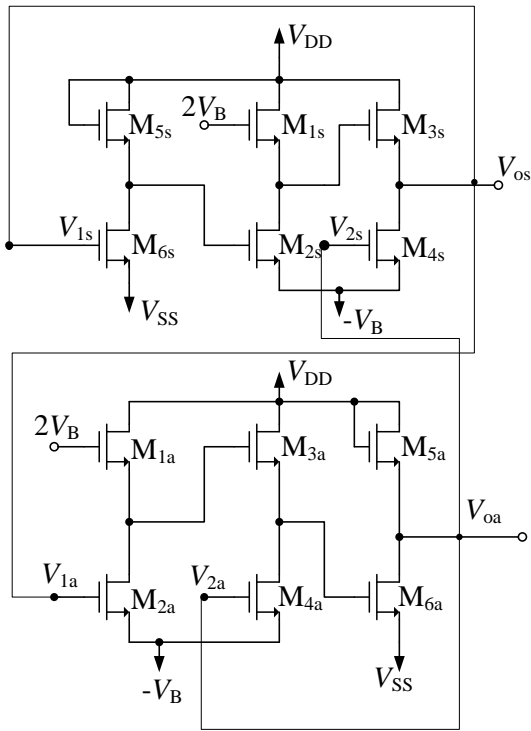 V_DD
2V_B
M_5s
M_1s
M_3s
V_os
V_1s
V_2s
M_6s
M_2s
M_4s
V_SS
-V_B
V_DD
2V_B
M_1a
M_3a
M_5a
V_oa
V_1a
V_2a
M_2a
M_4a
M_6a
-V_B
V_SS